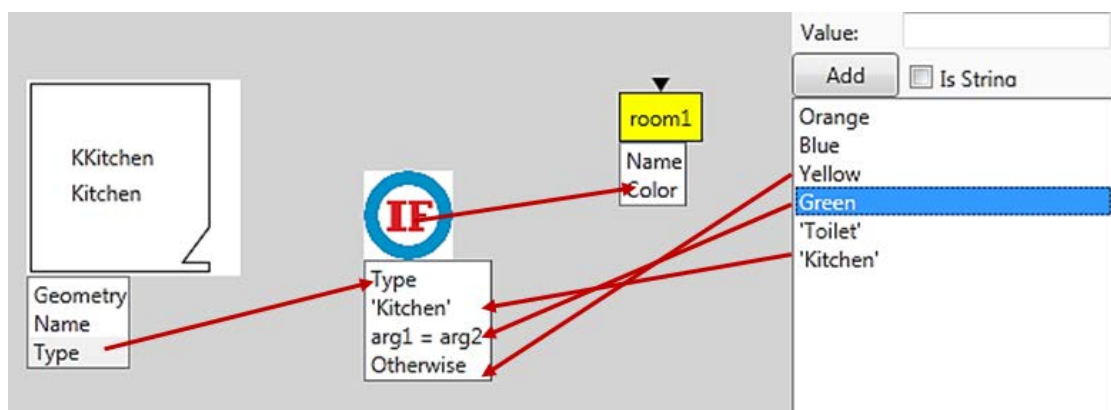 KKitchen
Kitchen
Geometry
Name
Type
IF
Type
'Kitchen'
arg1 = arg2
Otherwise
room1
Name
Color
Value:
Add
Is String
Orange
Blue
Yellow
Green
'Toilet'
'Kitchen'